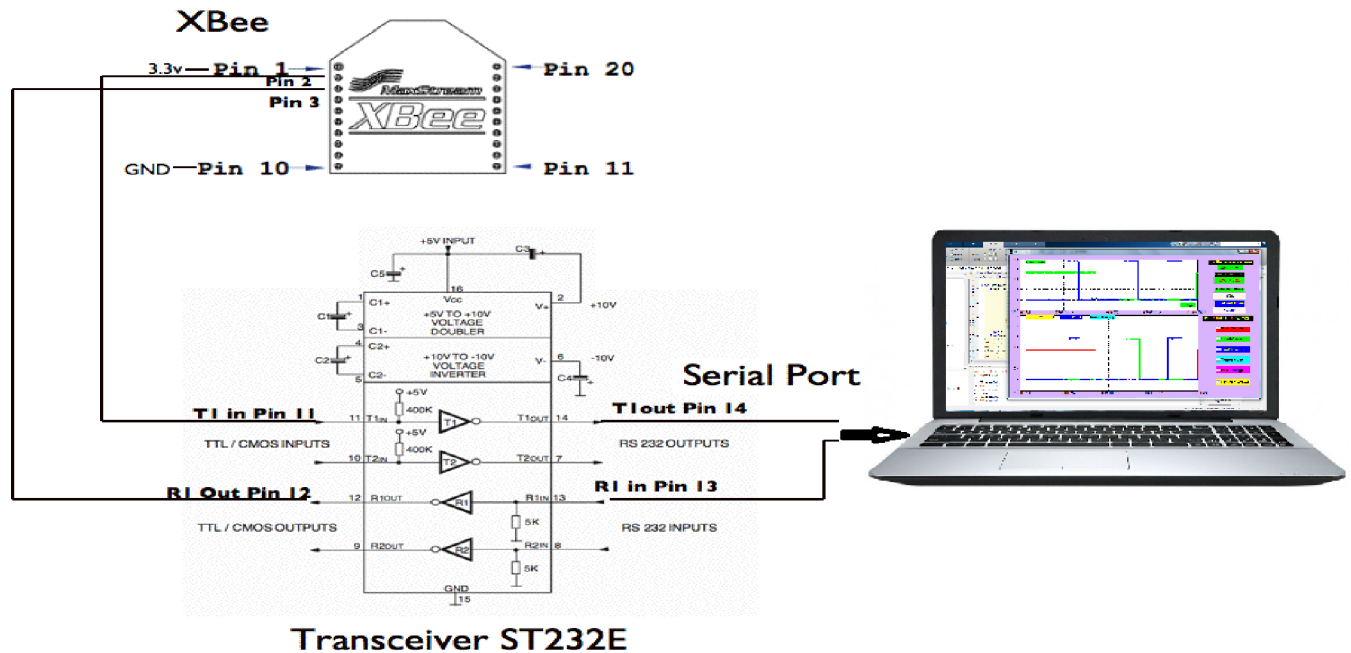 XBee
3.3v Pin 1
Pin 2
Pin 3
GND Pin 10
Pin 20
Pin 11
MaxStream
XBee
+5V INPUT
C3
C5
16
Vcc
1
C1+
C1
3
C1-
+5V TO +10V
VOLTAGE
DOUBLER
V+
2
+10V
4
C2+
C2
C2-
5
+10V TO -10V
VOLTAGE
INVERTER
V-
6
-10V
C4
Serial Port
+5V
400K
T1 in Pin 11
11 T1IN
T1
T1OUT 14
T1out Pin 14
TTL / CMOS INPUTS
+5V
400K
RS 232 OUTPUTS
10 T2IN
T2
T2OUT 7
R1 Out Pin 12
12 R1OUT
R1
R1IN 13
R1 in Pin 13
5K
TTL / CMOS OUTPUTS
RS 232 INPUTS
9 R2OUT
R2
R2IN 8
5K
GND
15
Transceiver ST232E